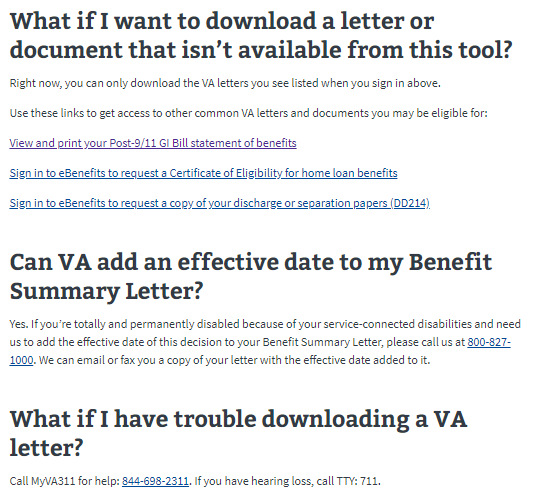 What if I want to download a letter or
document that isn’t available from this tool?
Right now, you can only download the VA letters you see listed when you sign in above.
Use these links to get access to other common VA letters and documents you may be eligible for:
View and print your Post-9/11 GI Bill statement of benefits
Sign in to eBenefits to request a Certificate of Eligibility for home loan benefits
Sign in to eBenefits to request a copy of your discharge or separation papers (DD214)
Can VA add an effective date to my Benefit
Summary Letter?
Yes. If you’re totally and permanently disabled because of your service-connected disabilities and need
us to add the effective date of this decision to your Benefit Summary Letter, please call us at 800-827-
1000. We can email or fax you a copy of your letter with the effective date added to it.
What if I have trouble downloading a VA
letter?
Call MyVA311 for help: 844-698-2311. If you have hearing loss, call TTY: 711.